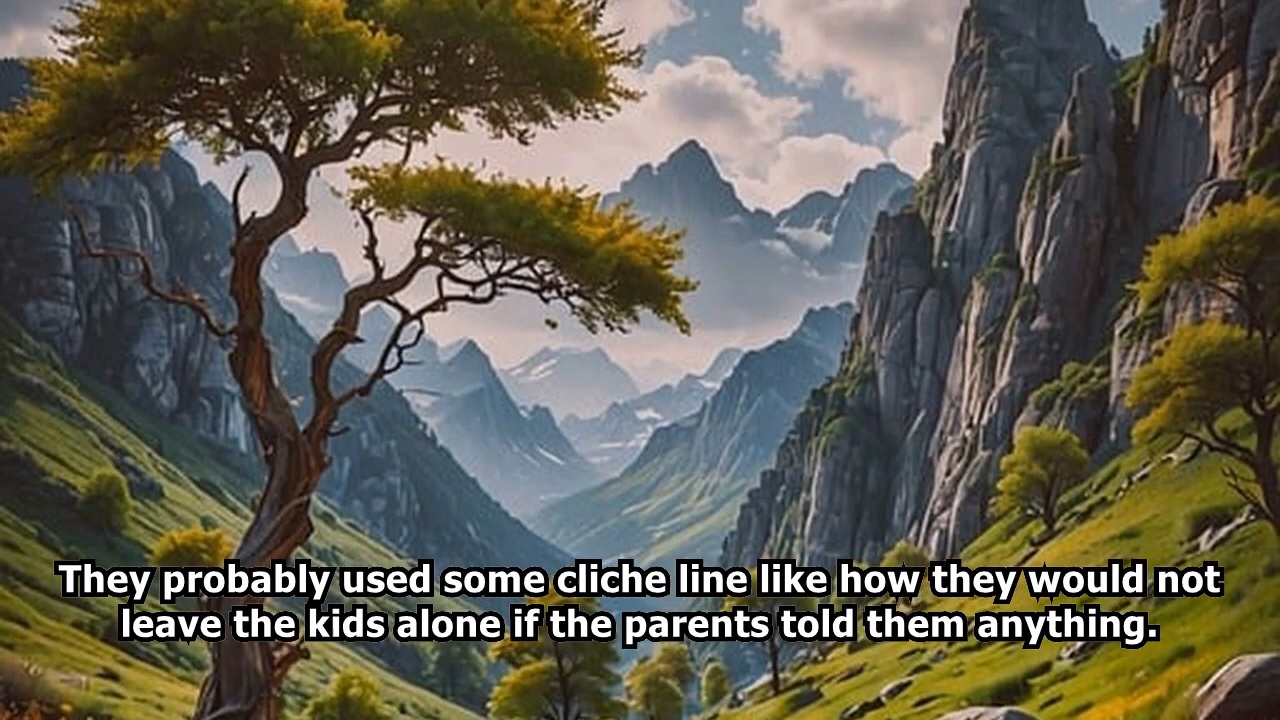 They probably used some cliche line like how they would not
leave the kids alone if the parents told them anything.